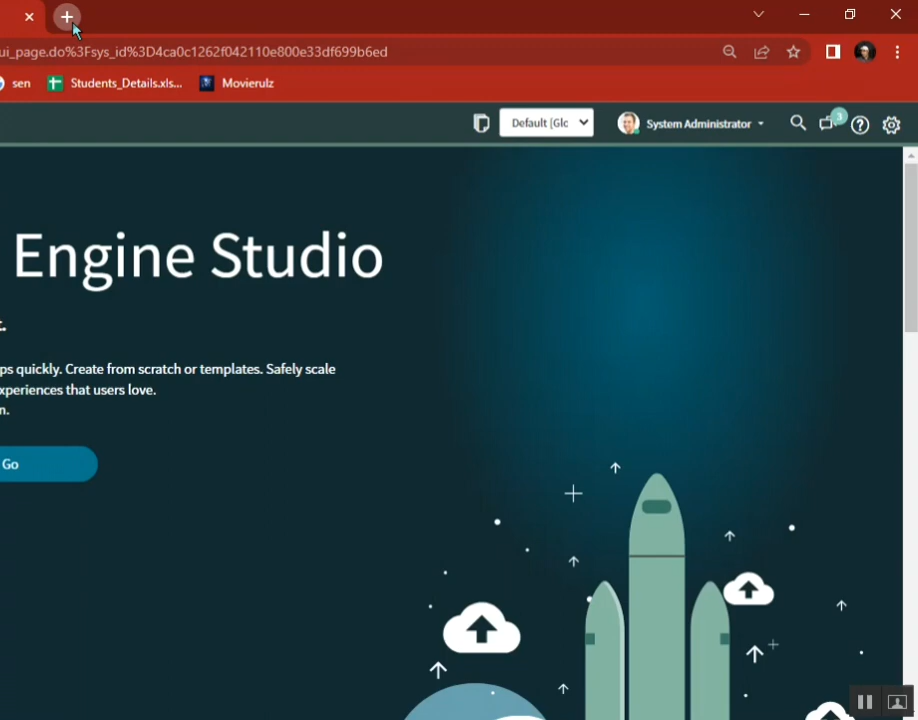 ui_page.do%3Fsys_id%3D4ca0c1262f042110e800e33df699b6ed
sen Students_Details.xls... Movierulz
Default [Glc System Administrator 3
Engine Studio
ps quickly. Create from scratch or templates. Safely scale
xperiences that users love.
n.
Go